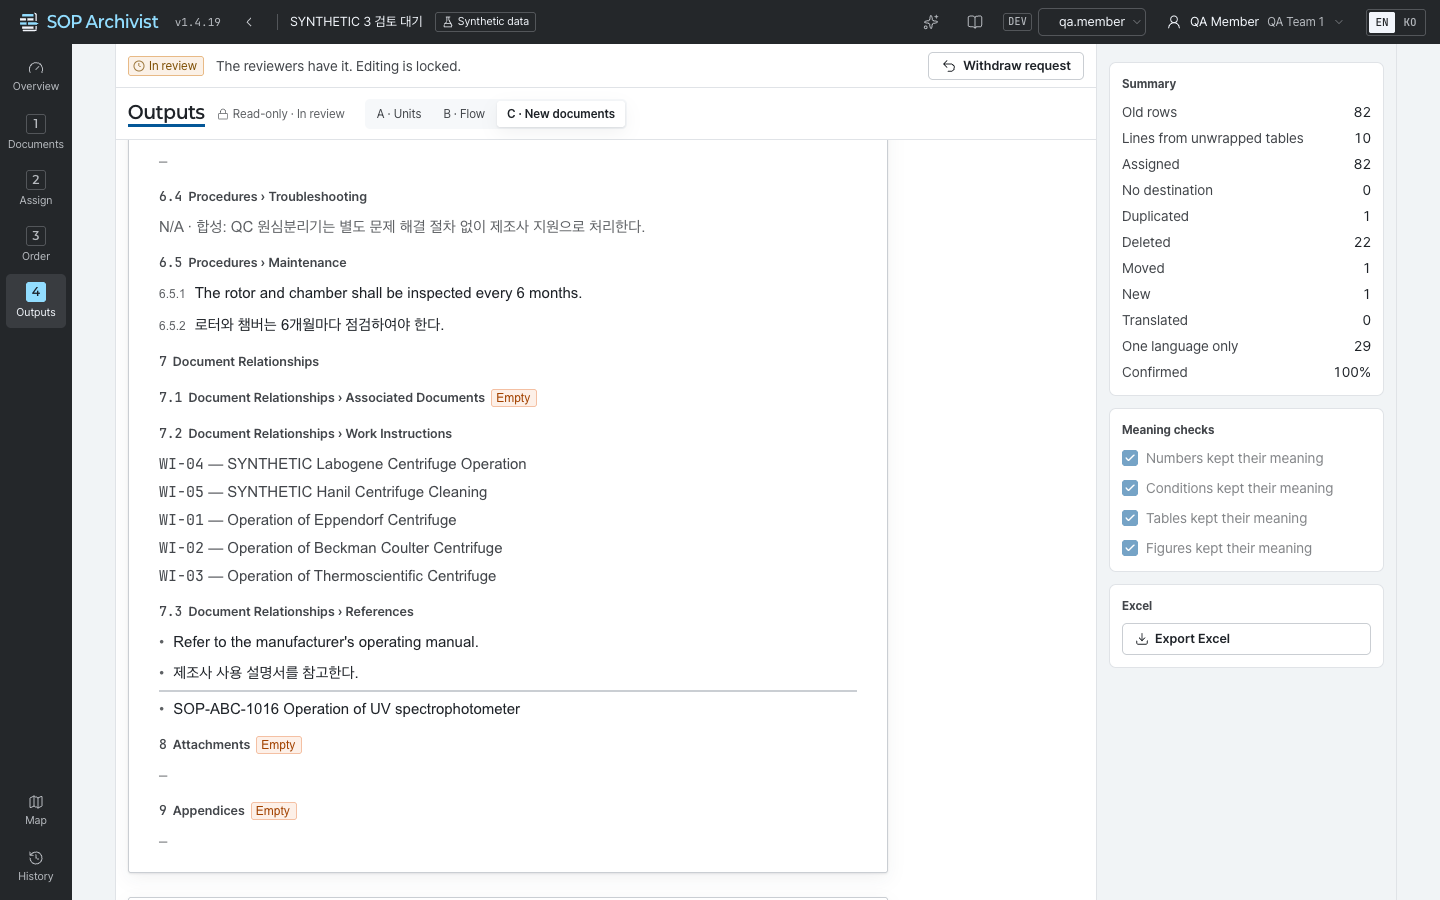 SOP Archivist v1.4.19 SYNTHETIC 3 검토 대기 Synthetic data DEV qa.member QA Member QA Team 1 EN KO
Overview
1
Documents
2
Assign
3
Order
4
Outputs
Map
History
In review The reviewers have it. Editing is locked. Withdraw request
Outputs Read-only · In review A · Units B · Flow C · New documents
–
6.4 Procedures › Troubleshooting
N/A · 합성: QC 원심분리기는 별도 문제 해결 절차 없이 제조사 지원으로 처리한다.
6.5 Procedures › Maintenance
6.5.1 The rotor and chamber shall be inspected every 6 months.
6.5.2 로터와 챔버는 6개월마다 점검하여야 한다.
7 Document Relationships
7.1 Document Relationships › Associated Documents Empty
7.2 Document Relationships › Work Instructions
WI-04 — SYNTHETIC Labogene Centrifuge Operation
WI-05 — SYNTHETIC Hanil Centrifuge Cleaning
WI-01 — Operation of Eppendorf Centrifuge
WI-02 — Operation of Beckman Coulter Centrifuge
WI-03 — Operation of Thermoscientific Centrifuge
7.3 Document Relationships › References
• Refer to the manufacturer's operating manual.
• 제조사 사용 설명서를 참고한다.
• SOP-ABC-1016 Operation of UV spectrophotometer
8 Attachments Empty
–
9 Appendices Empty
–
Summary
Old rows 82
Lines from unwrapped tables 10
Assigned 82
No destination 0
Duplicated 1
Deleted 22
Moved 1
New 1
Translated 0
One language only 29
Confirmed 100%
Meaning checks
Numbers kept their meaning
Conditions kept their meaning
Tables kept their meaning
Figures kept their meaning
Excel
Export Excel